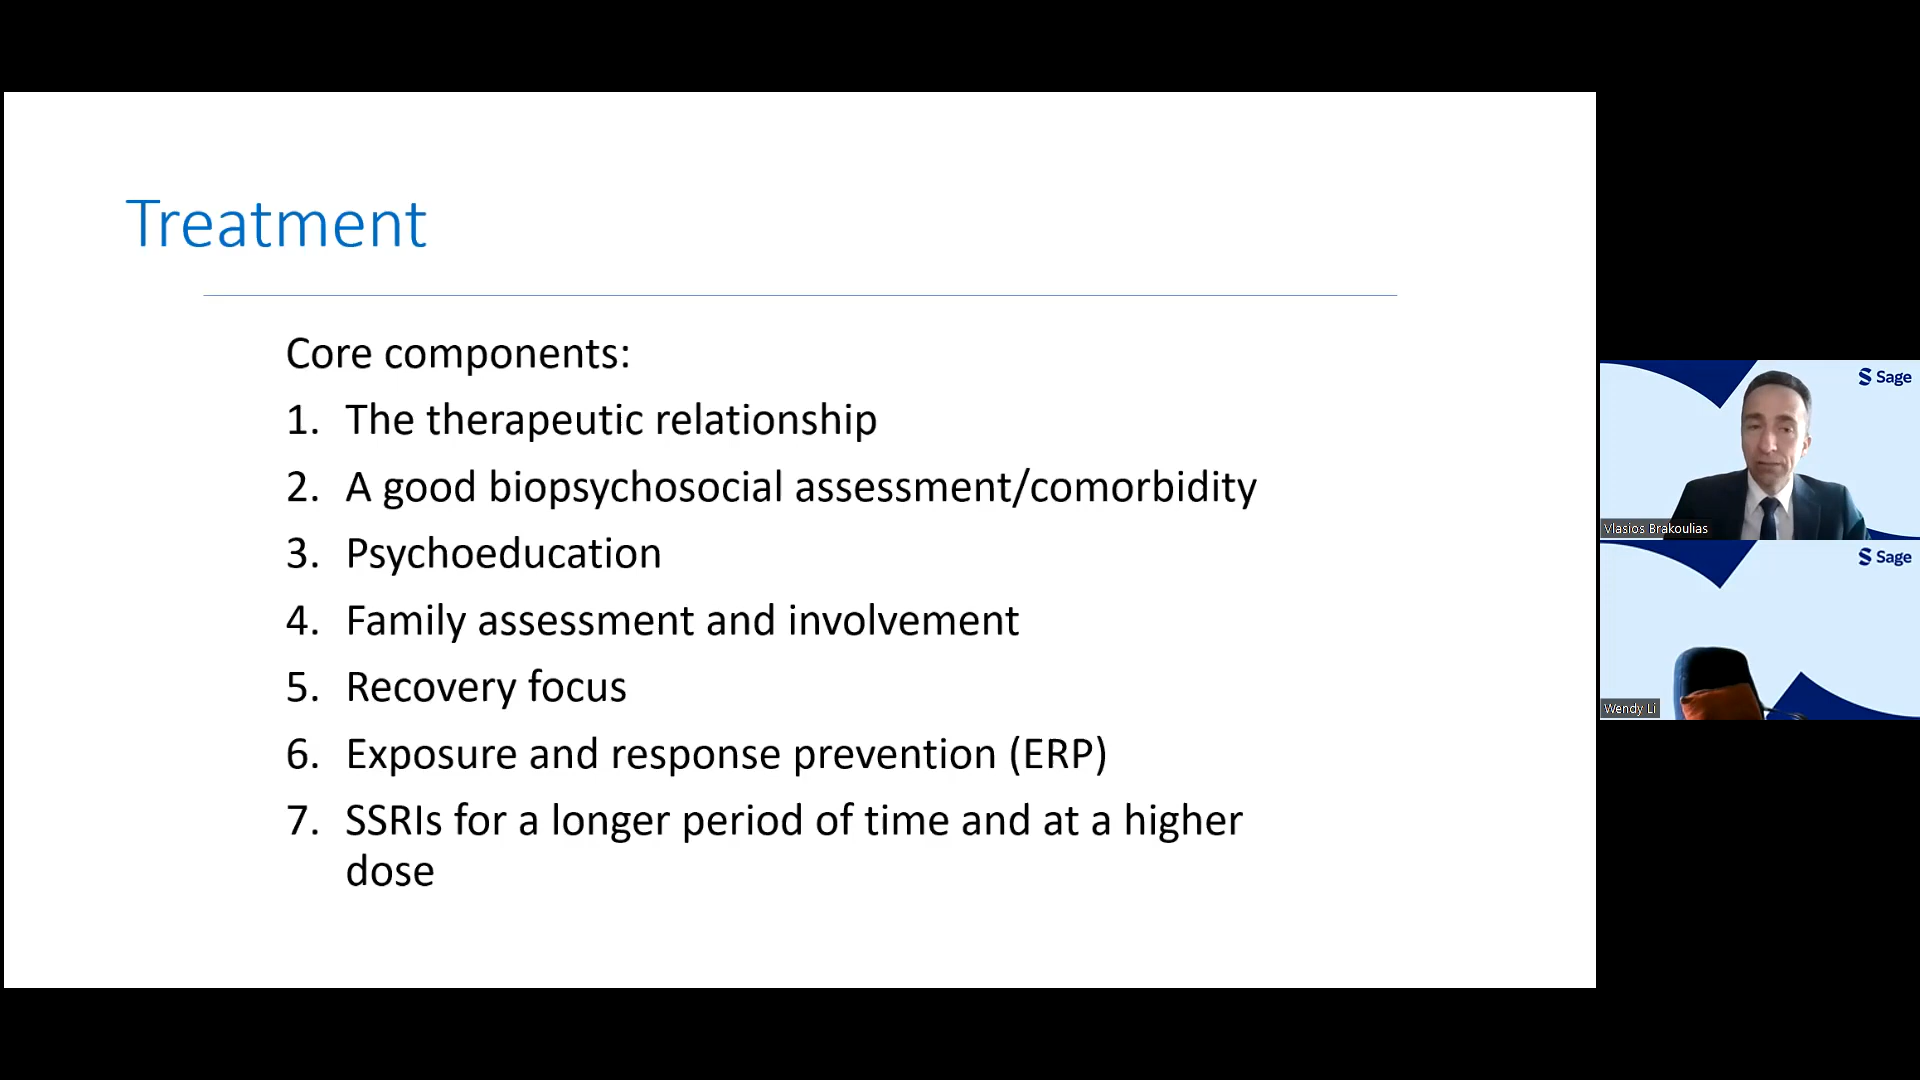 Treatment
Core components:
1. The therapeutic relationship
2. A good biopsychosocial assessment/comorbidity
3. Psychoeducation
4. Family assessment and involvement
5. Recovery focus
6. Exposure and response prevention (ERP)
7. SSRIs for a longer period of time and at a higher
dose
Sage
Vlasios Brakoulias
Sage
Wendy Li